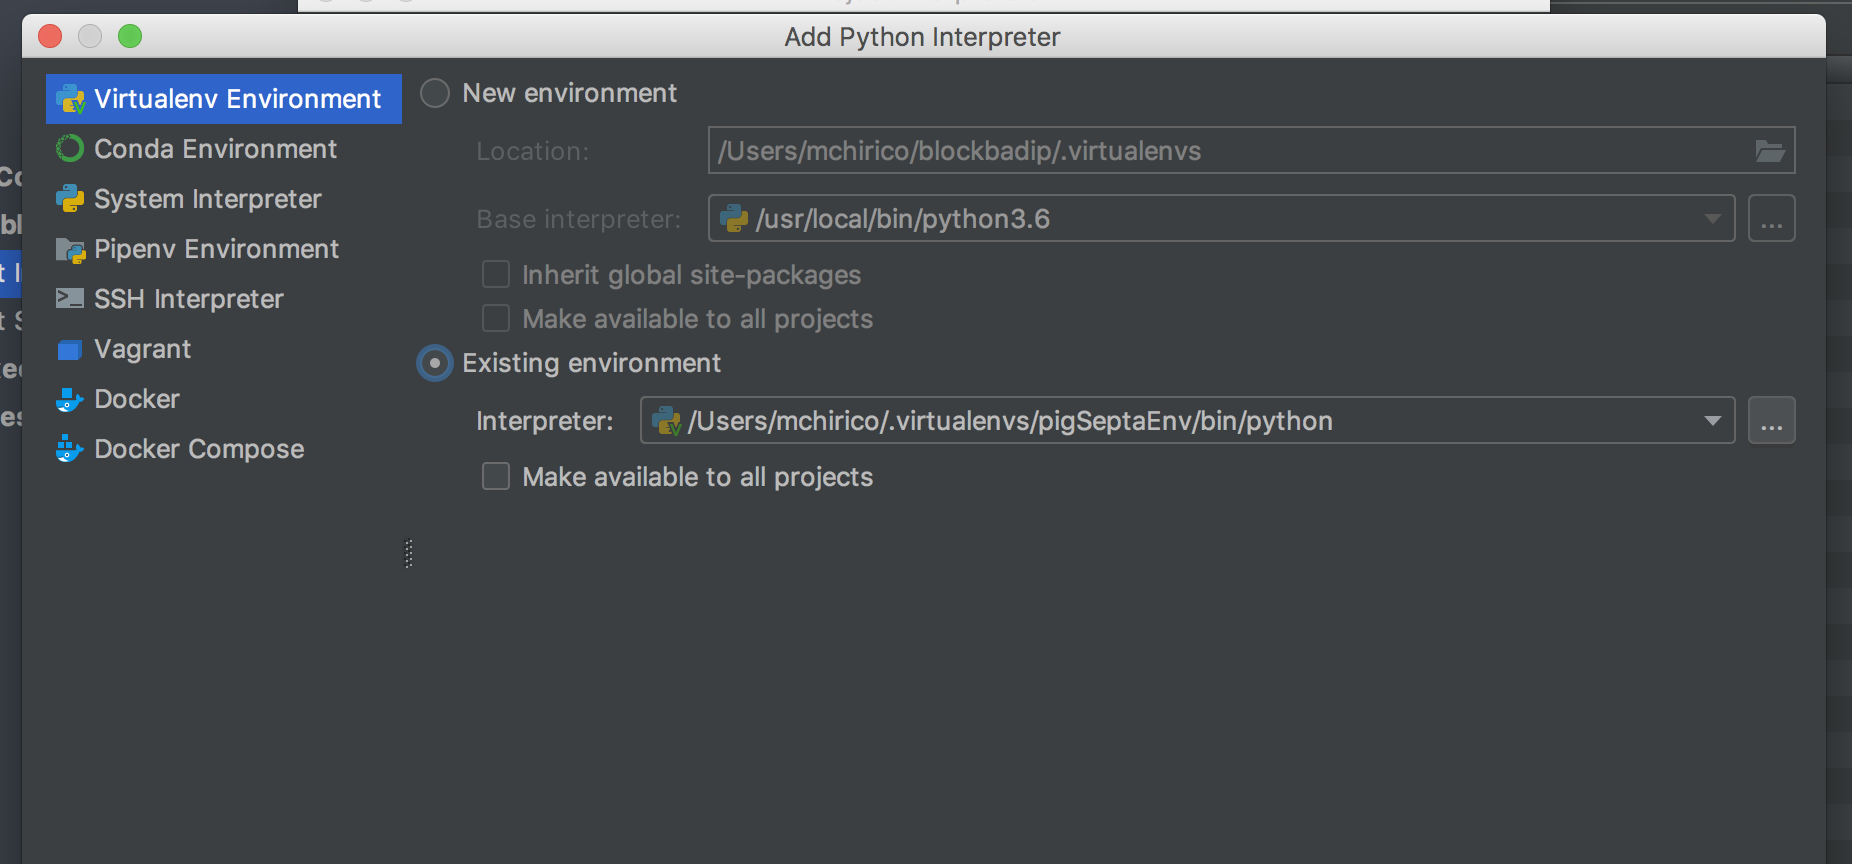 Add Python Interpreter
Virtualenv Environment
Conda Environment
System Interpreter
Pipenv Environment
SSH Interpreter
Vagrant
Docker
Docker Compose
New environment
Location: /Users/mchirico/blockbadip/.virtualenvs
Base interpreter: /usr/local/bin/python3.6 ...
Inherit global site-packages
Make available to all projects
Existing environment
Interpreter: /Users/mchirico/.virtualenvs/pigSeptaEnv/bin/python ...
Make available to all projects